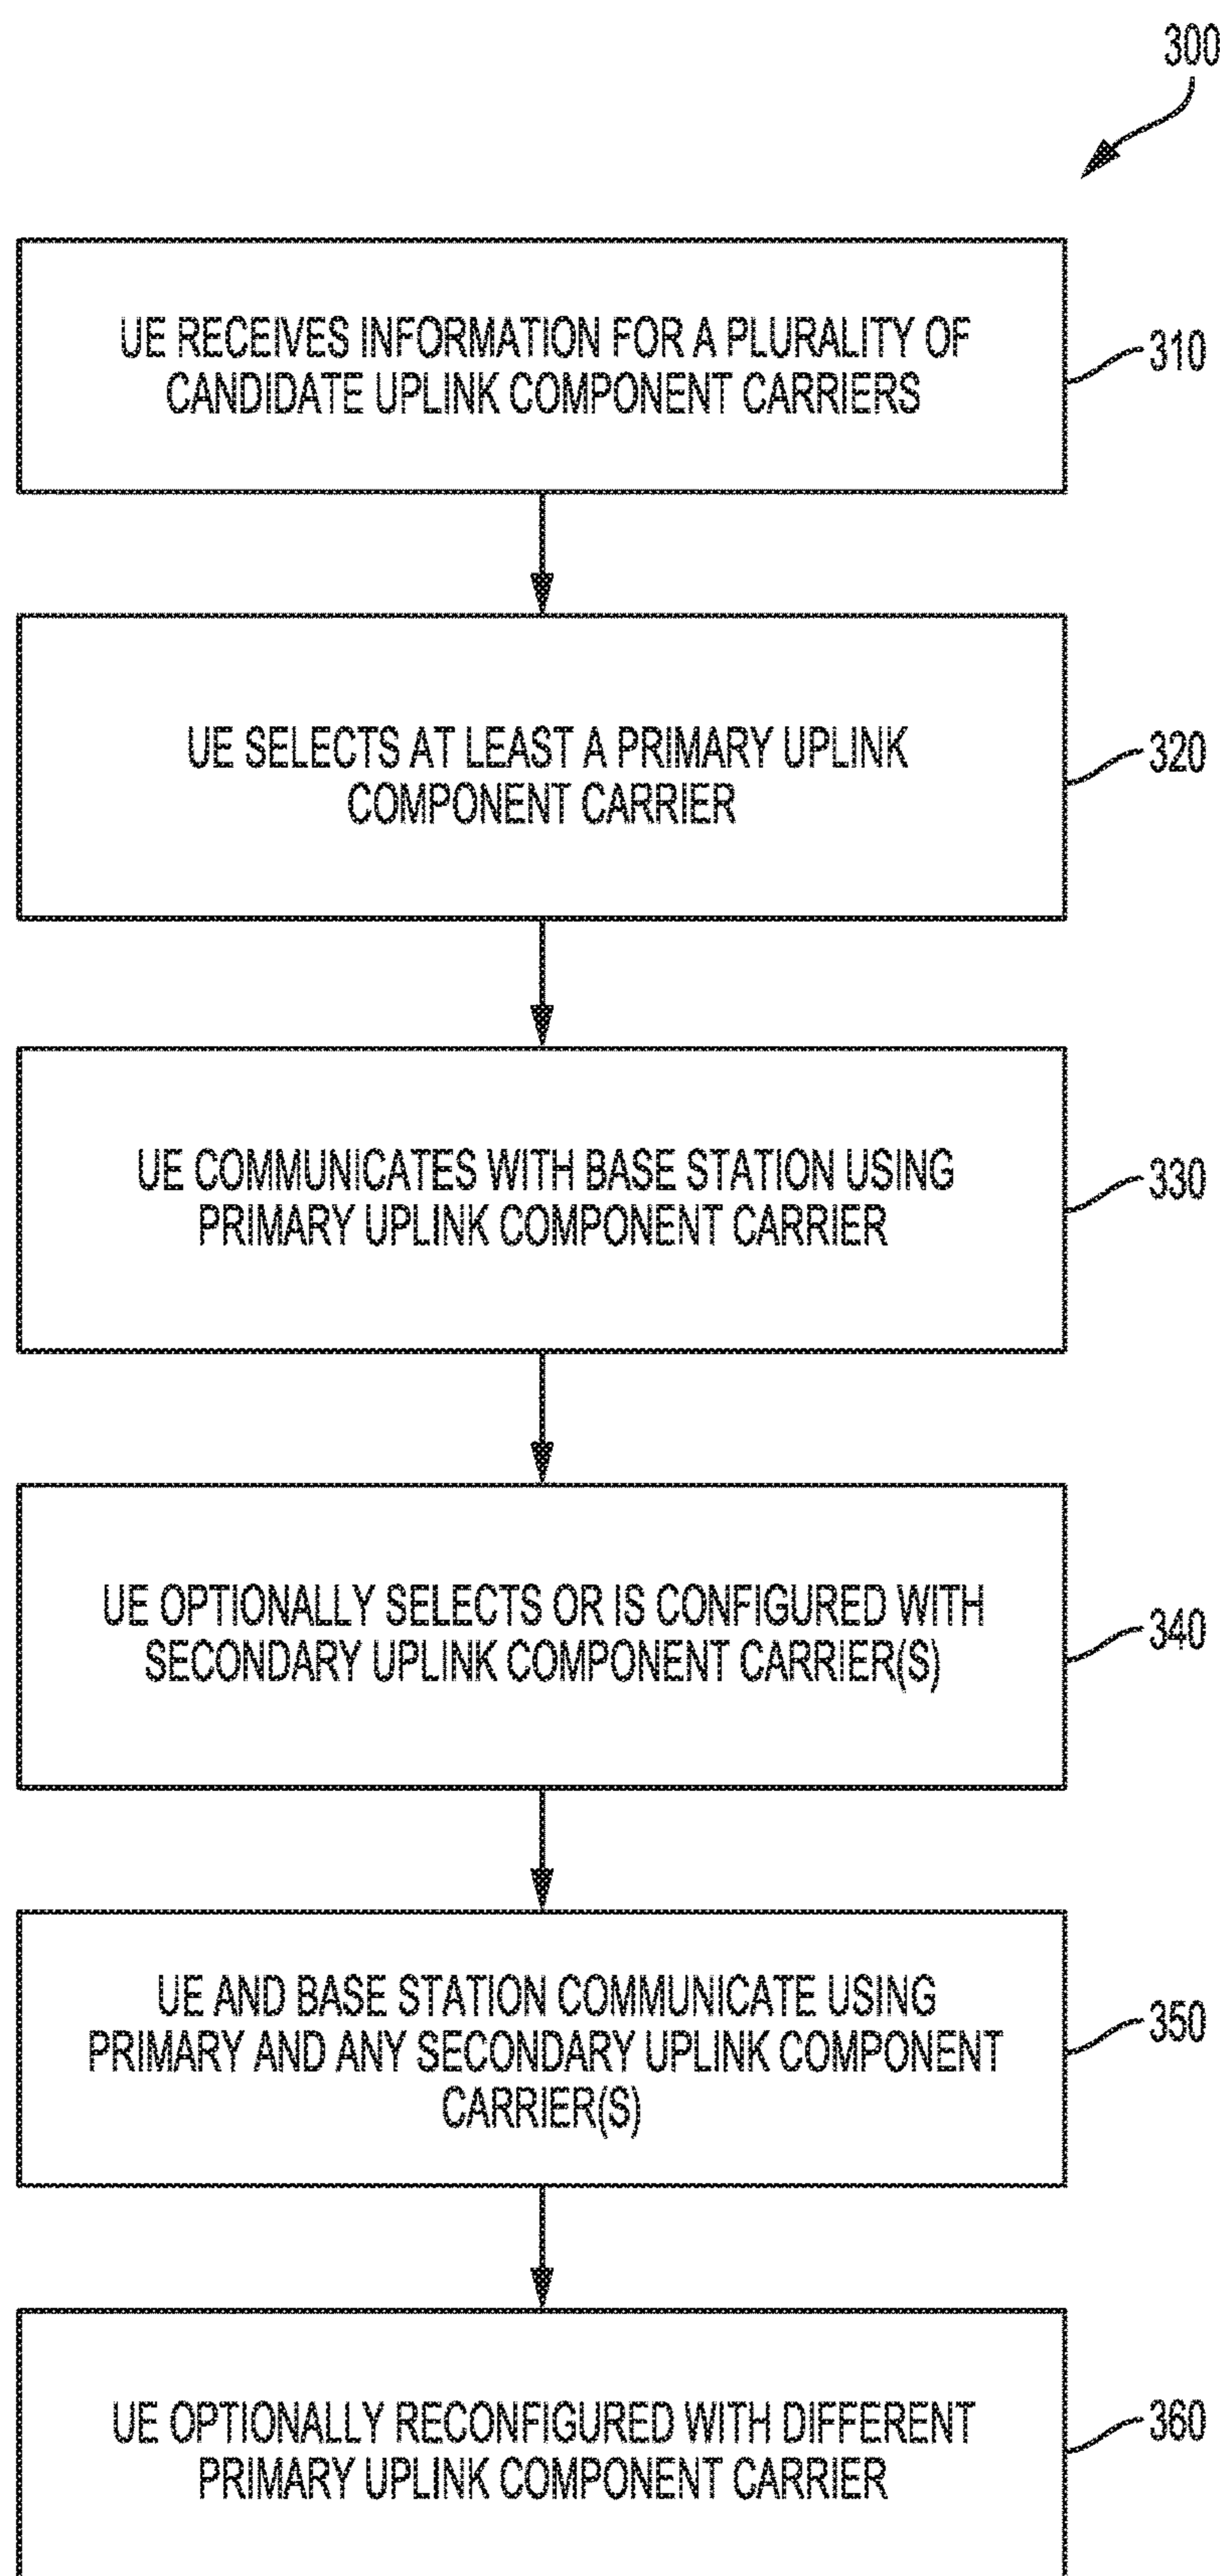 300
UE RECEIVES INFORMATION FOR A PLURALITY OF
CANDIDATE UPLINK COMPONENT CARRIERS
310
UE SELECTS AT LEAST A PRIMARY UPLINK
COMPONENT CARRIER
320
UE COMMUNICATES WITH BASE STATION USING
PRIMARY UPLINK COMPONENT CARRIER
330
UE OPTIONALLY SELECTS OR IS CONFIGURED WITH
SECONDARY UPLINK COMPONENT CARRIER(S)
340
UE AND BASE STATION COMMUNICATE USING
PRIMARY AND ANY SECONDARY UPLINK COMPONENT
CARRIER(S)
350
UE OPTIONALLY RECONFIGURED WITH DIFFERENT
PRIMARY UPLINK COMPONENT CARRIER
360